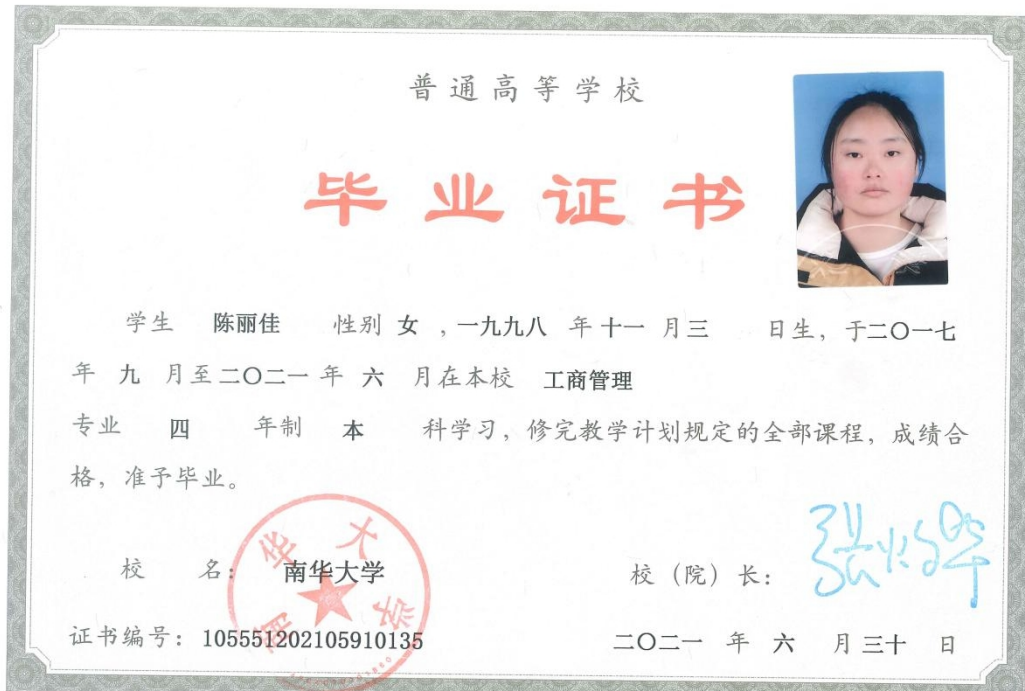 普通高等学校
毕业证书
学生 陈丽佳 性别 女 ,一九九八 年 十一 月 三 日生，于二〇一七
年 九 月至二〇二一 年 六 月在本校 工商管理
专业 四 年制 本 科学习，修完教学计划规定的全部课程，成绩合
格，准予毕业。
校 名： 南华大学
校（院）长：
南华大学
证书编号：105551202105910135
二〇二一 年 六 月 三十 日